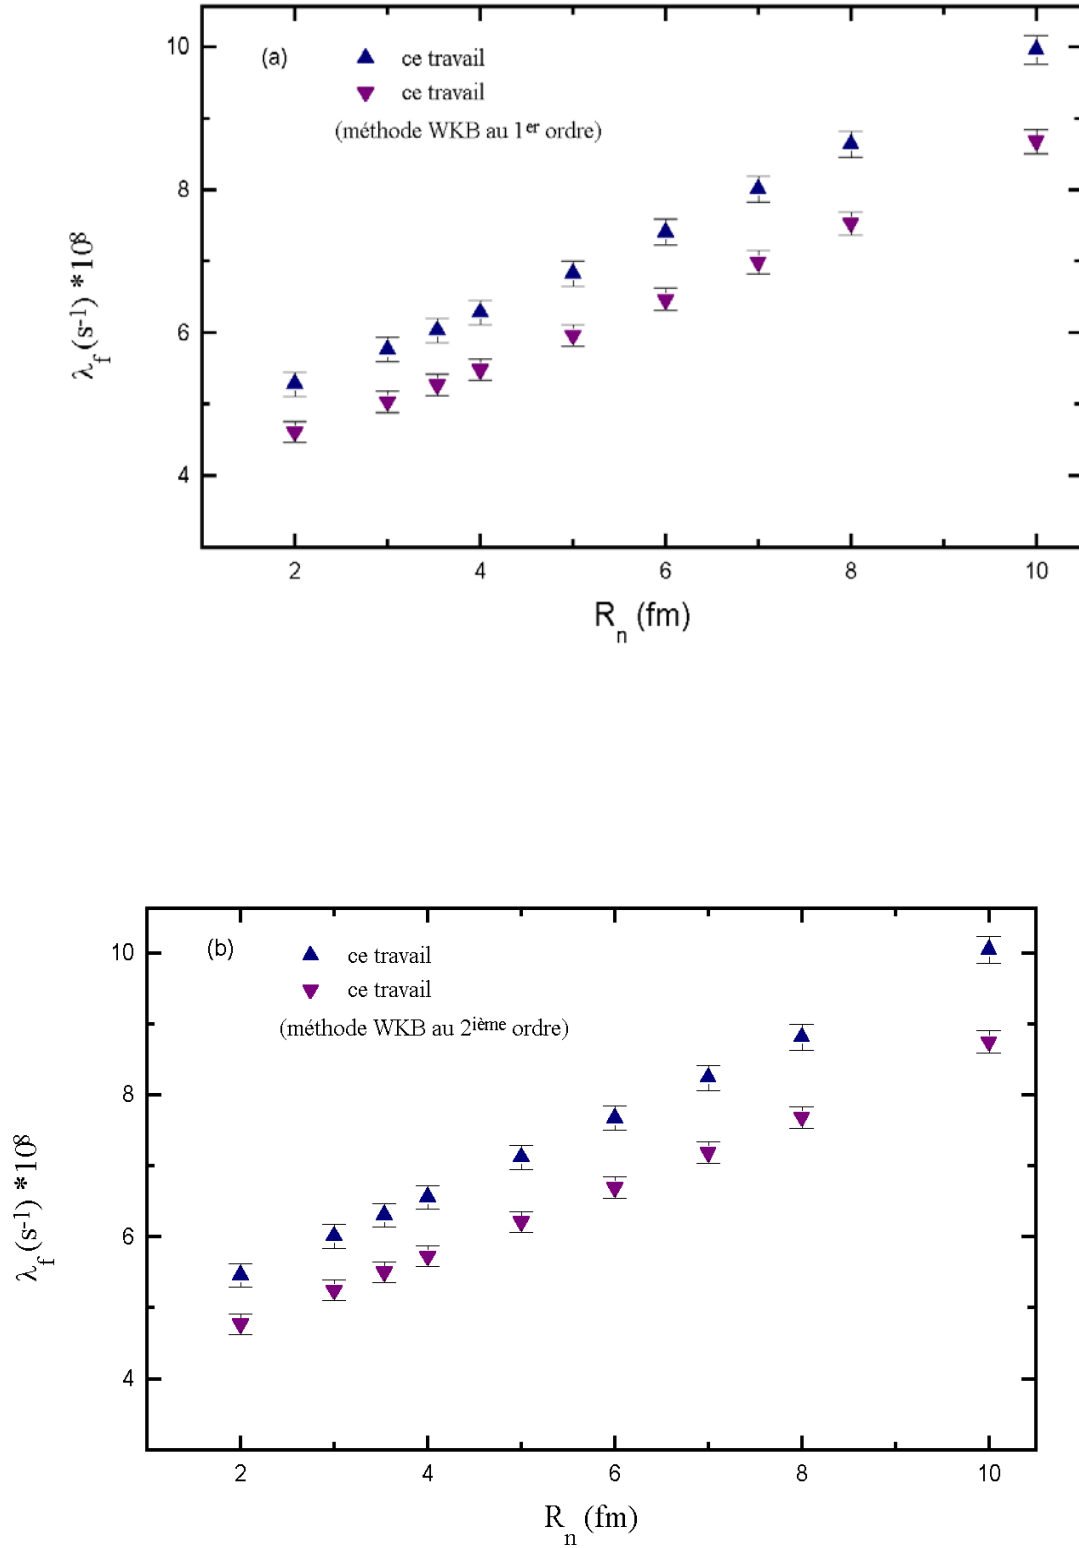 (a)
ce travail
ce travail
(méthode WKB au 1er ordre)
10
8
6
4
λf (s-1) *108
2 4 6 8 10
Rn (fm)
(b)
ce travail
ce travail
(méthode WKB au 2ième ordre)
10
8
6
4
λf (s-1) *108
2 4 6 8 10
Rn (fm)